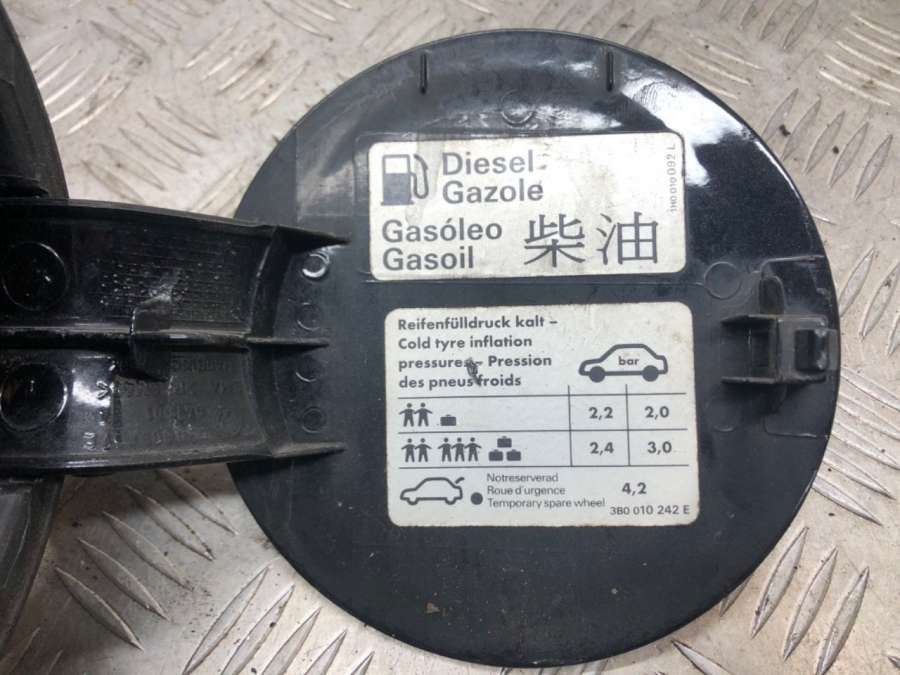 Diesel
Gazole
Gasóleo
Gasoil
柴油
1H0 010 092 L
Reifenfülldruck kalt –
Cold tyre inflation
pressures – Pression
des pneus froids
bar
2,2 2,0
2,4 3,0
Notreserverad
Roue d'urgence
Temporary spare wheel
4,2
3B0 010 242 E